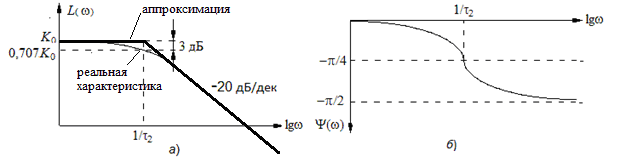 L(ω)
аппроксимация
K₀
3 дБ
0,707K₀
реальная
характеристика
-20 дБ/дек
lgω
1/τ₂
а)
1/τ₂
lgω
−π/4
−π/2
Ψ(ω)
б)